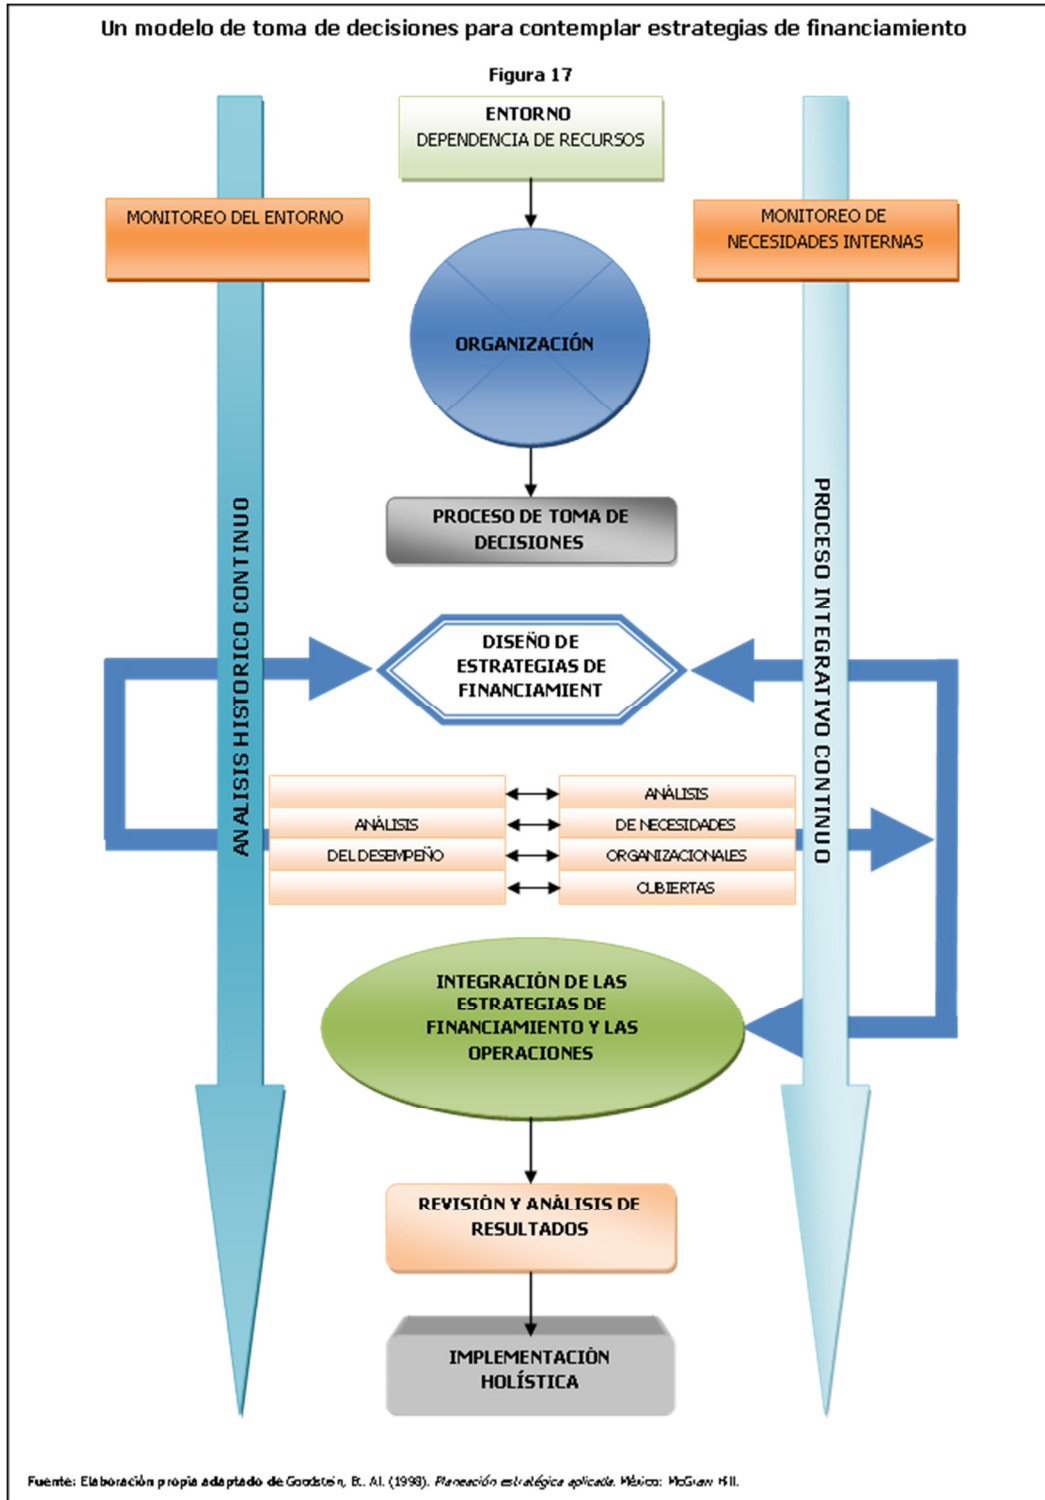 Un modelo de toma de decisiones para contemplar estrategias de financiamiento
Figura 17
ENTORNO
DEPENDENCIA DE RECURSOS
MONITOREO DEL ENTORNO
MONITOREO DE
NECESIDADES INTERNAS
ORGANIZACIÓN
PROCESO DE TOMA DE
DECISIONES
ANALISIS HISTORICO CONTINUO
PROCESO INTEGRATIVO CONTINUO
DISEÑO DE
ESTRATEGIAS DE
FINANCIAMIENT
ANÁLISIS
DEL DESEMPEÑO
ANÁLISIS
DE NECESIDADES
ORGANIZACIONALES
CUBIERTAS
INTEGRACIÓN DE LAS
ESTRATEGIAS DE
FINANCIAMIENTO Y LAS
OPERACIONES
REVISIÓN Y ANÁLISIS DE
RESULTADOS
IMPLEMENTACIÓN
HOLÍSTICA
Fuente: Elaboración propia adaptado de Goodstein, Et. Al. (1998). Planeación estratégica aplicada. México: McGraw Hill.